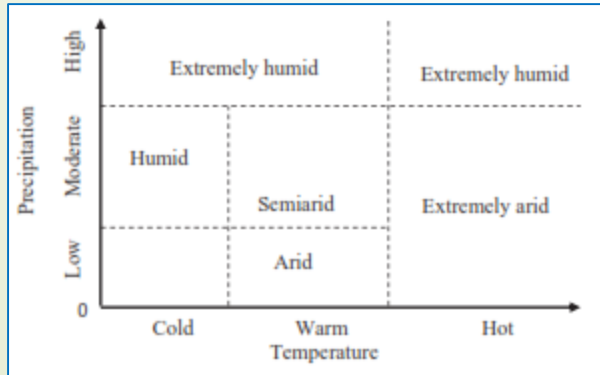 High
Extremely humid
Extremely humid
Precipitation
Moderate
Humid
Semiarid
Extremely arid
Low
Arid
0
Cold
Warm
Hot
Temperature